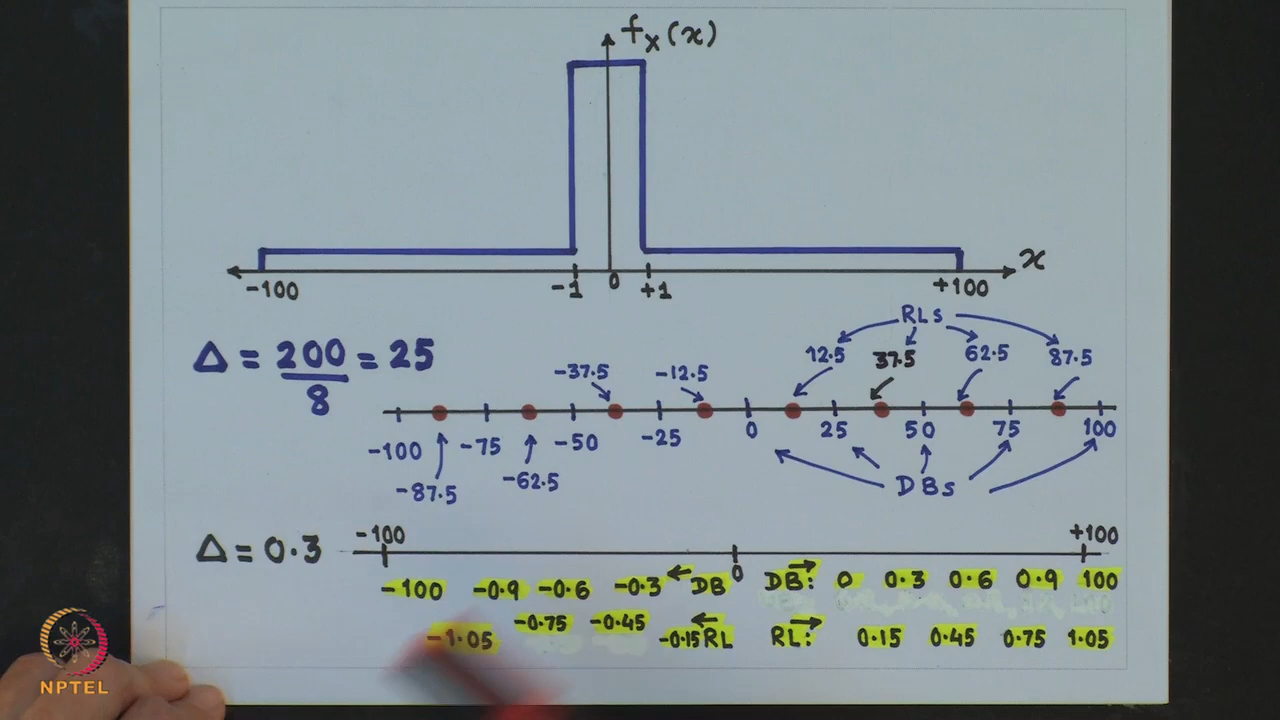 fx(x)
x
-100 -1 0 +1 +100
RLs
Δ = 200/8 = 25
-37.5 -12.5 12.5 37.5 62.5 87.5
-100 -75 -50 -25 0 25 50 75 100
-87.5 -62.5 DBs
Δ = 0.3 -100 0 +100
-100 -0.9 -0.6 -0.3 ← DB DB: → 0 0.3 0.6 0.9 100
-1.05 -0.75 -0.45 -0.15 ← RL RL: → 0.15 0.45 0.75 1.05
NPTEL